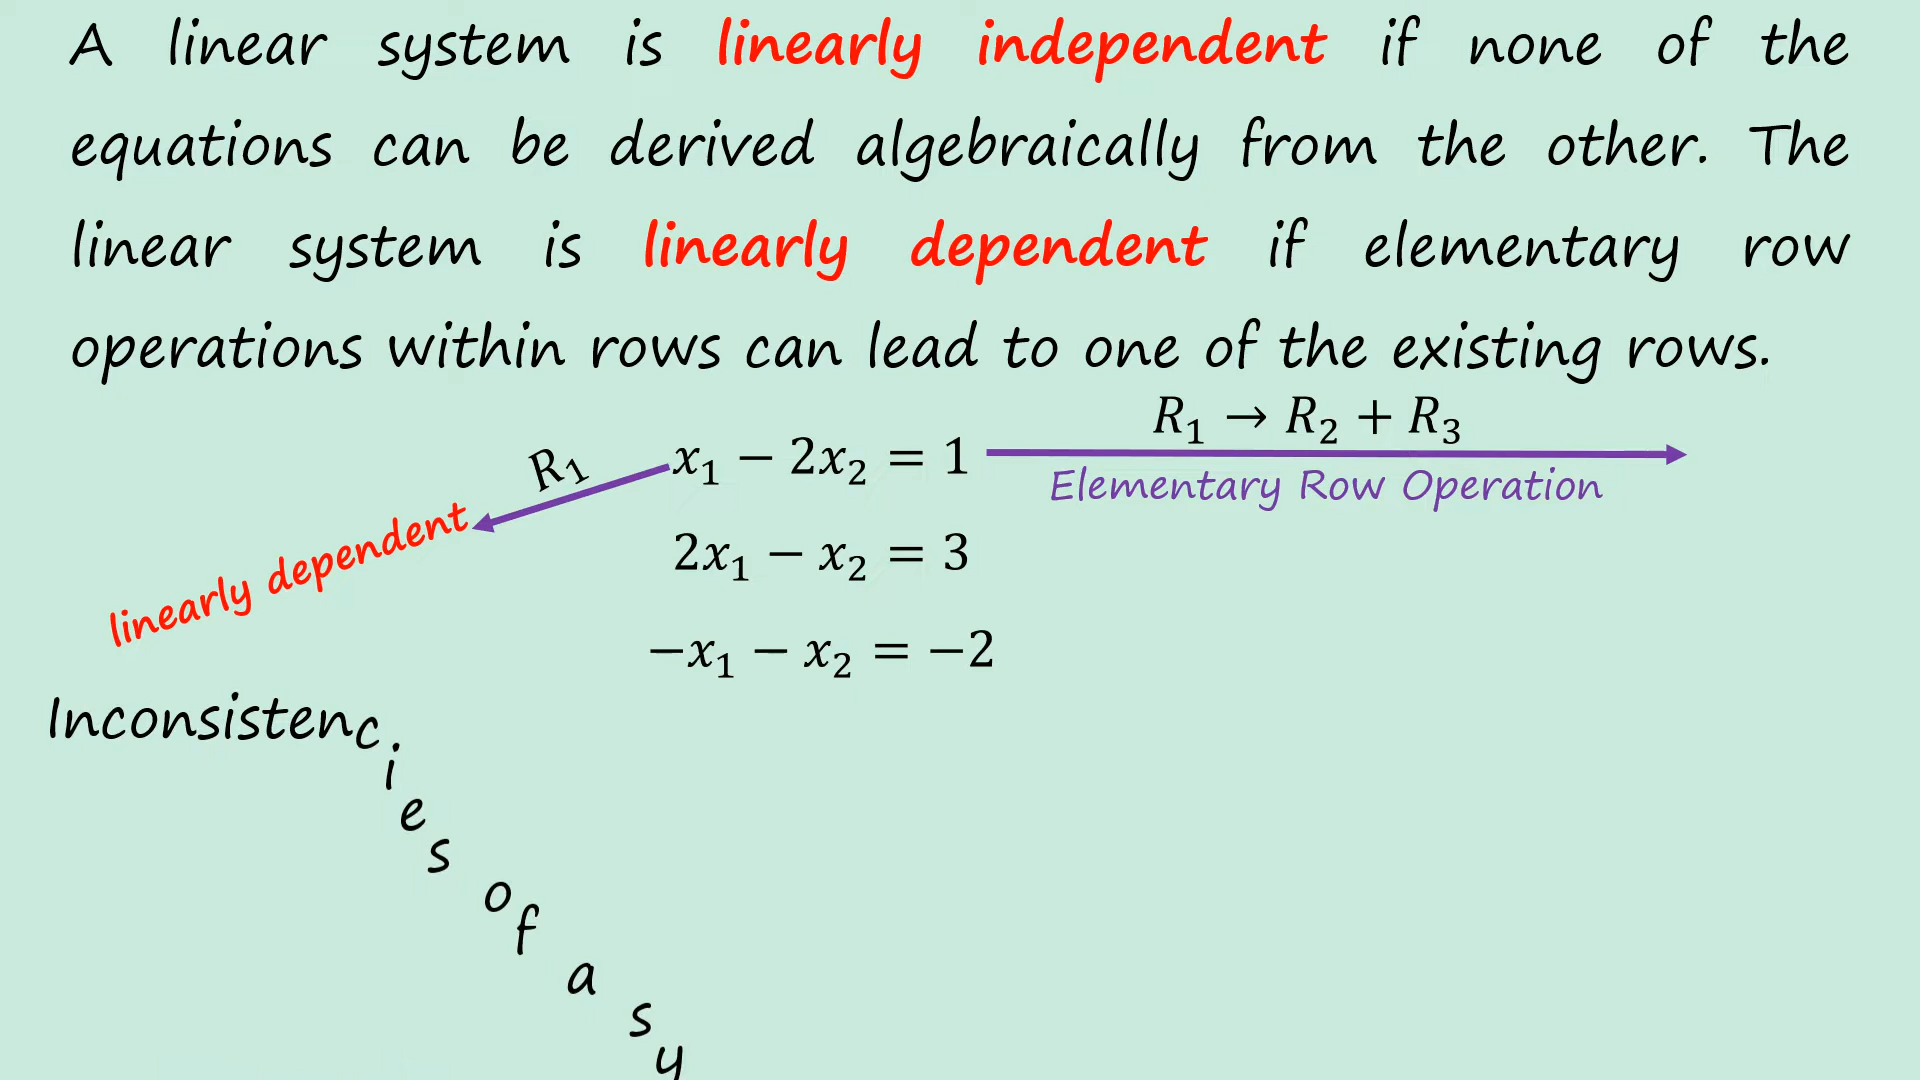 A linear system is linearly independent if none of the
equations can be derived algebraically from the other. The
linear system is linearly dependent if elementary row
operations within rows can lead to one of the existing rows.
R₁ → R₂ + R₃
x₁ − 2x₂ = 1
R₁
Elementary Row Operation
linearly dependent
2x₁ − x₂ = 3
−x₁ − x₂ = −2
Inconsistencies of a sy